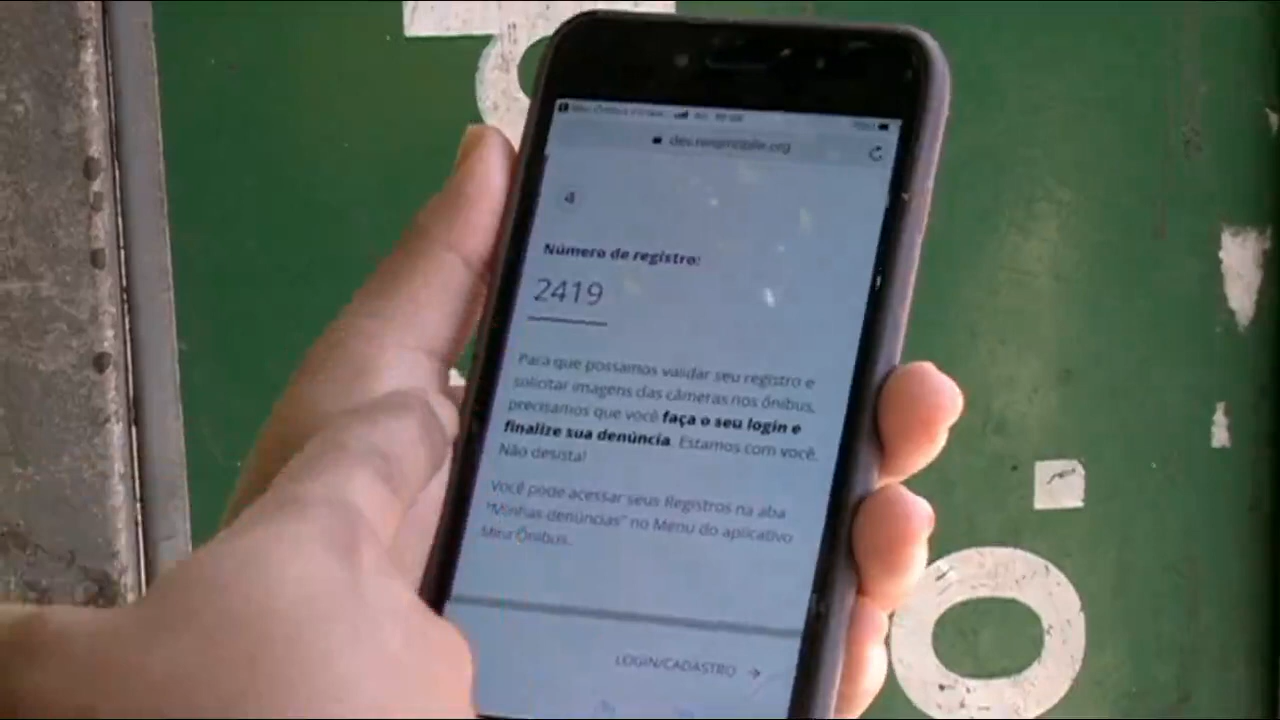 4
Número de registro:
2419
Para que possamos validar seu registro e
solicitar imagens das câmeras nos ônibus,
precisamos que você faça o seu login e
finalize sua denúncia. Estamos com você.
Não desista!
Você pode acessar seus Registros na aba
"Minhas denúncias" no Menu do aplicativo
Ônibus.
LOGIN/CADASTRO →